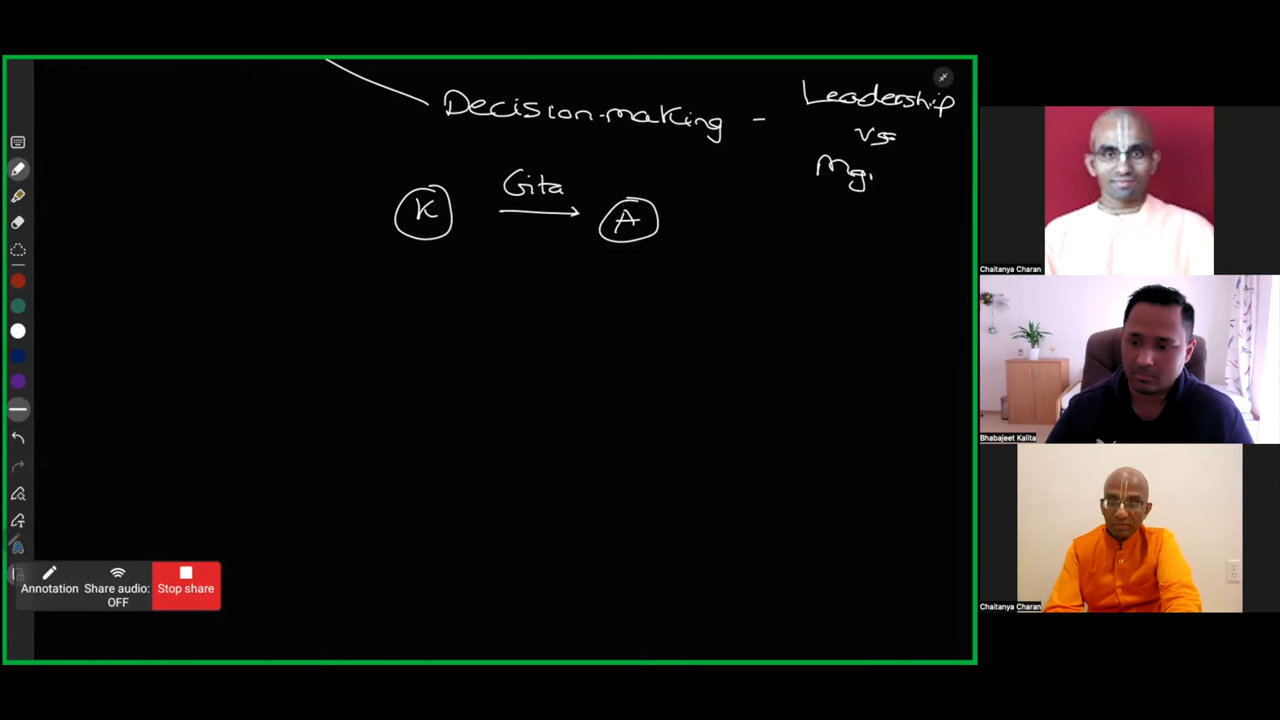 Decision-making - Leadership
vs
Mg.
Gita
K → A
Chaitanya Charan
Bhabajeet Kalita
Chaitanya Charan
Annotation
Share audio:
OFF
Stop share